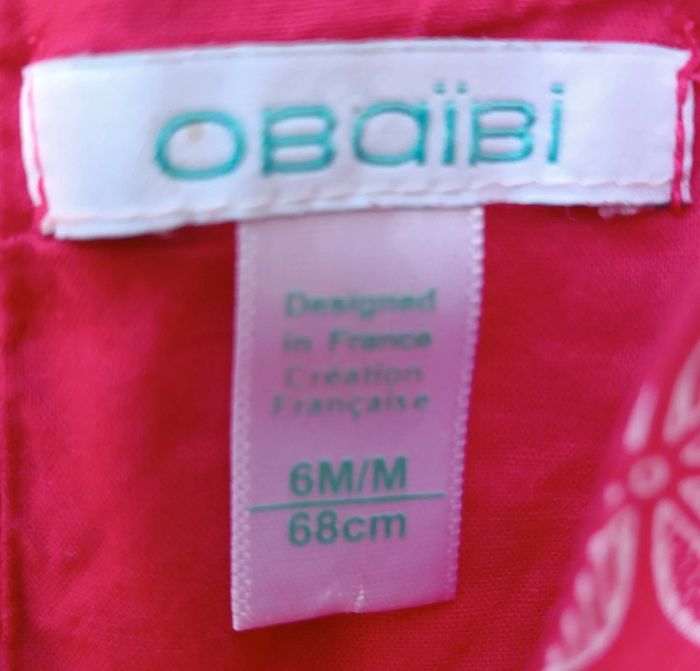 OBaïBi
Designed
in France
Création
Française
6M/M
68cm